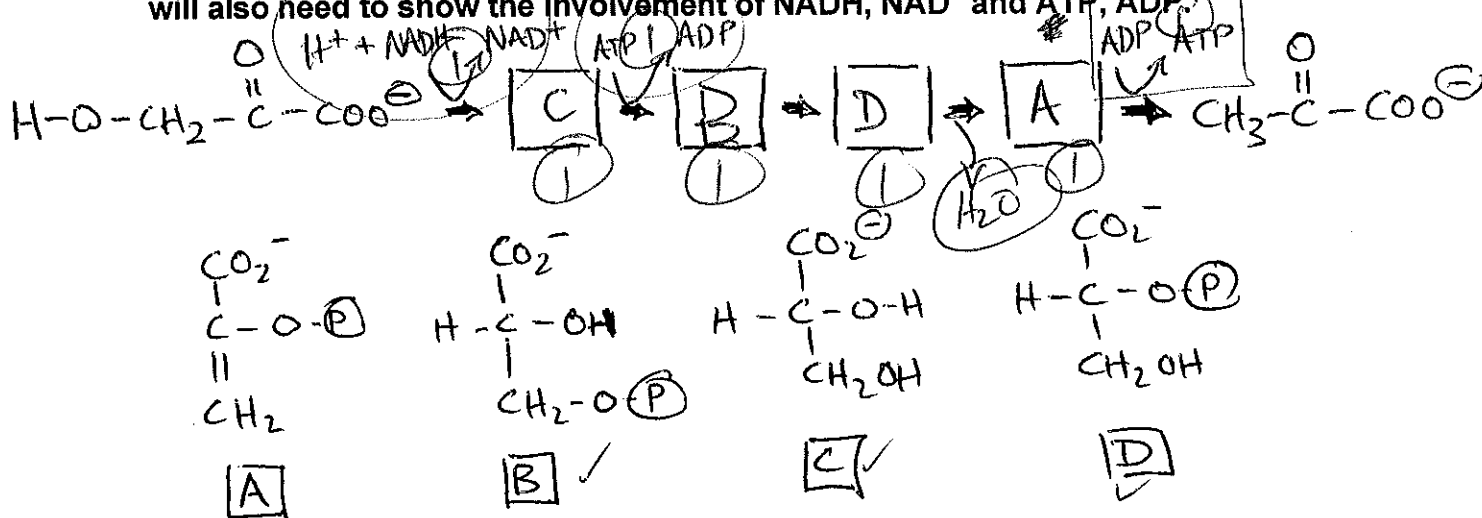 will also need to show the involvement of NADH, NAD+ and ATP, ADP.
H+ + NADH NAD+ ATP ADP ADP ATP
1 1
H-O-CH2-C(=O)-COO⊖ → C → B → D → A → CH3-C(=O)-COO⊖
1 1 1 H2O 1
CO2- CO2- CO2⊖ CO2-
C-O-P H-C-OH H-C-O-H H-C-O-P
CH2 CH2-O-P CH2OH CH2OH
A B ✓ C ✓ D ✓